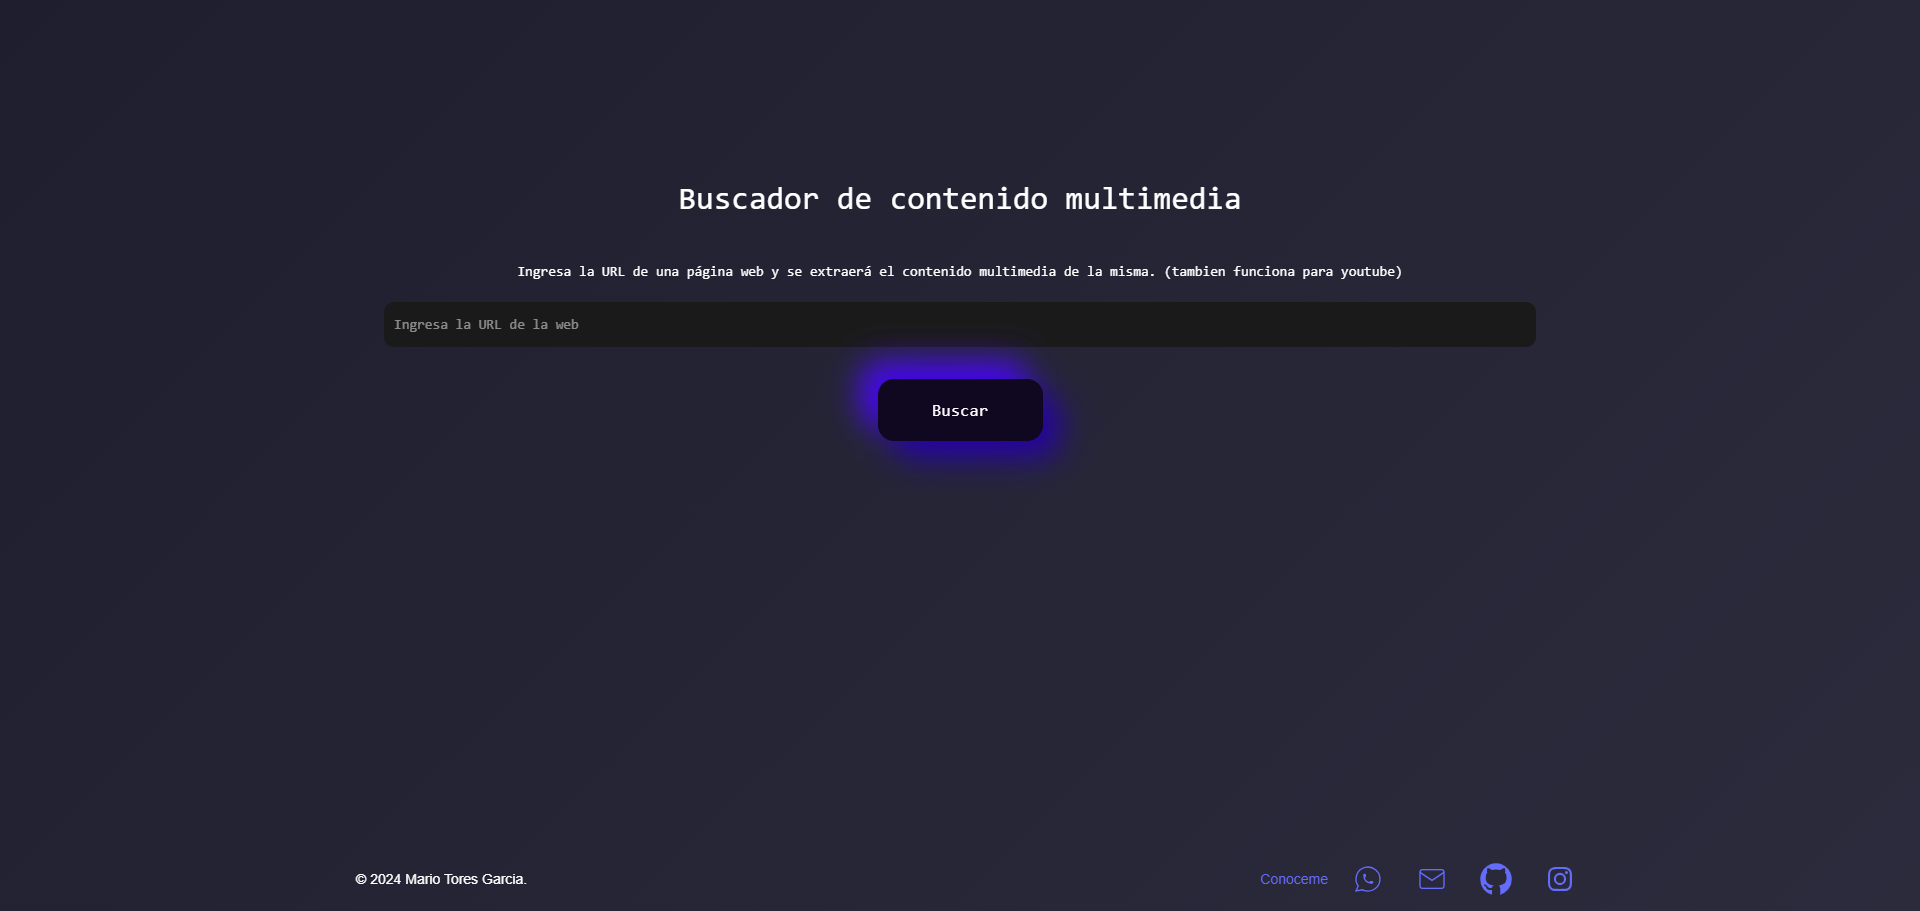 Buscador de contenido multimedia
Ingresa la URL de una página web y se extraerá el contenido multimedia de la misma. (tambien funciona para youtube)
Ingresa la URL de la web
Buscar
© 2024 Mario Tores Garcia.
Conoceme